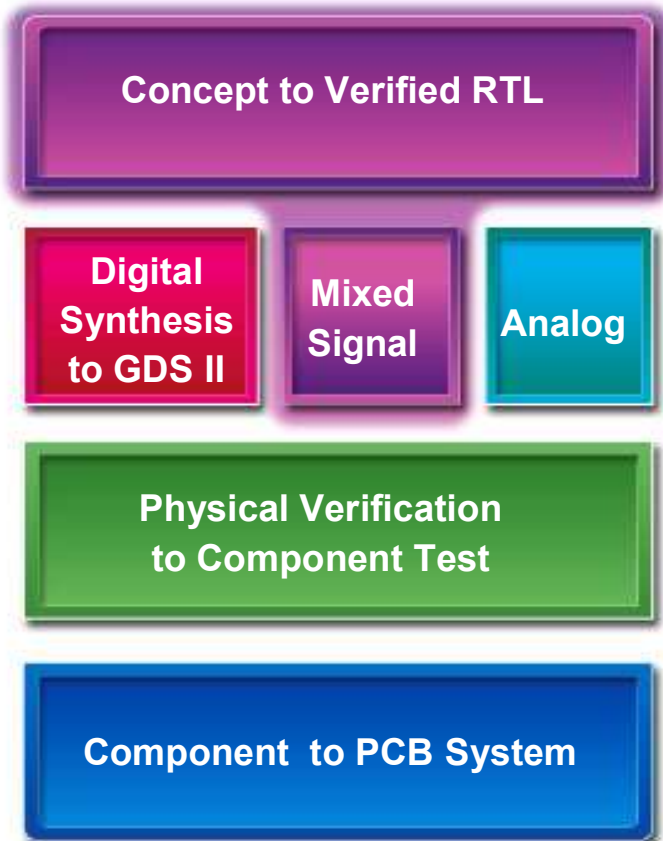 Concept to Verified RTL
Digital
Synthesis
to GDS II
Mixed
Signal
Analog
Physical Verification
to Component Test
Component  to PCB System